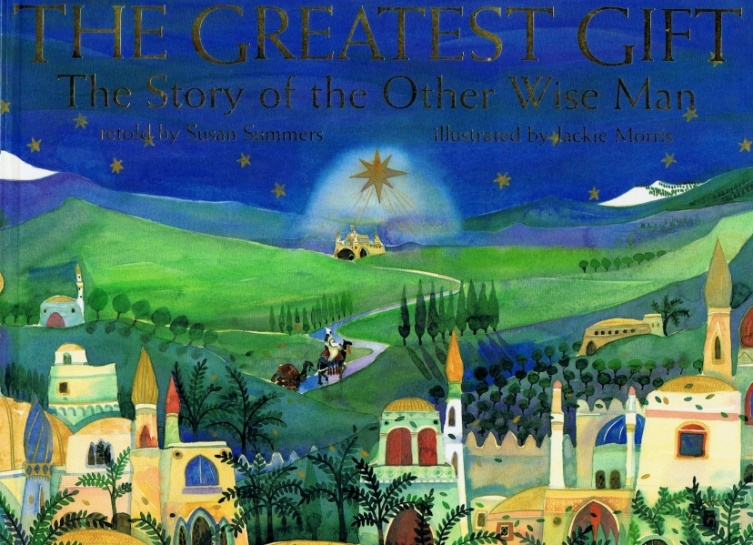 THE GREATEST GIFT
The Story of the Other Wise Man
retold by Susan Summers illustrated by Jackie Morris